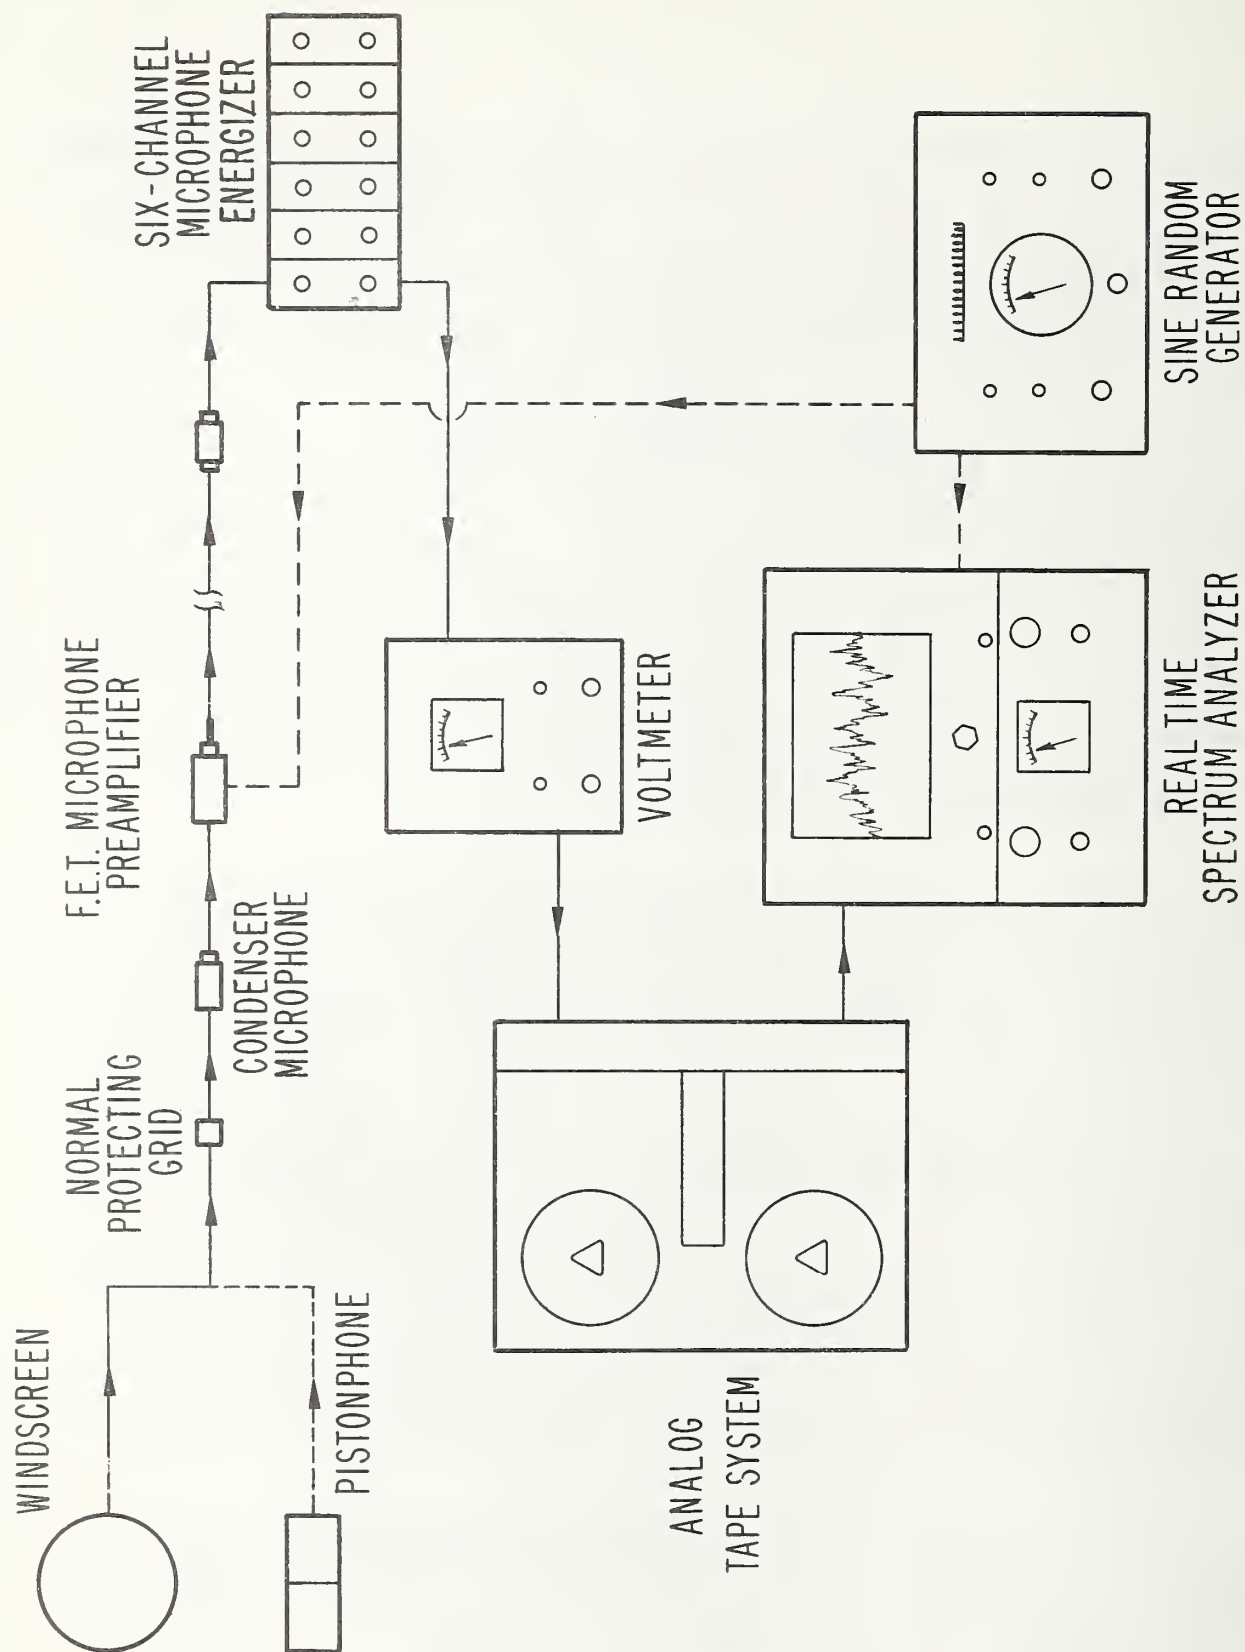 WINDSCREEN
PISTONPHONE
NORMAL
PROTECTING
GRID
CONDENSER
MICROPHONE
F.E.T. MICROPHONE
PREAMPLIFIER
SIX-CHANNEL
MICROPHONE
ENERGIZER
VOLTMETER
ANALOG
TAPE SYSTEM
REAL TIME
SPECTRUM ANALYZER
SINE RANDOM
GENERATOR